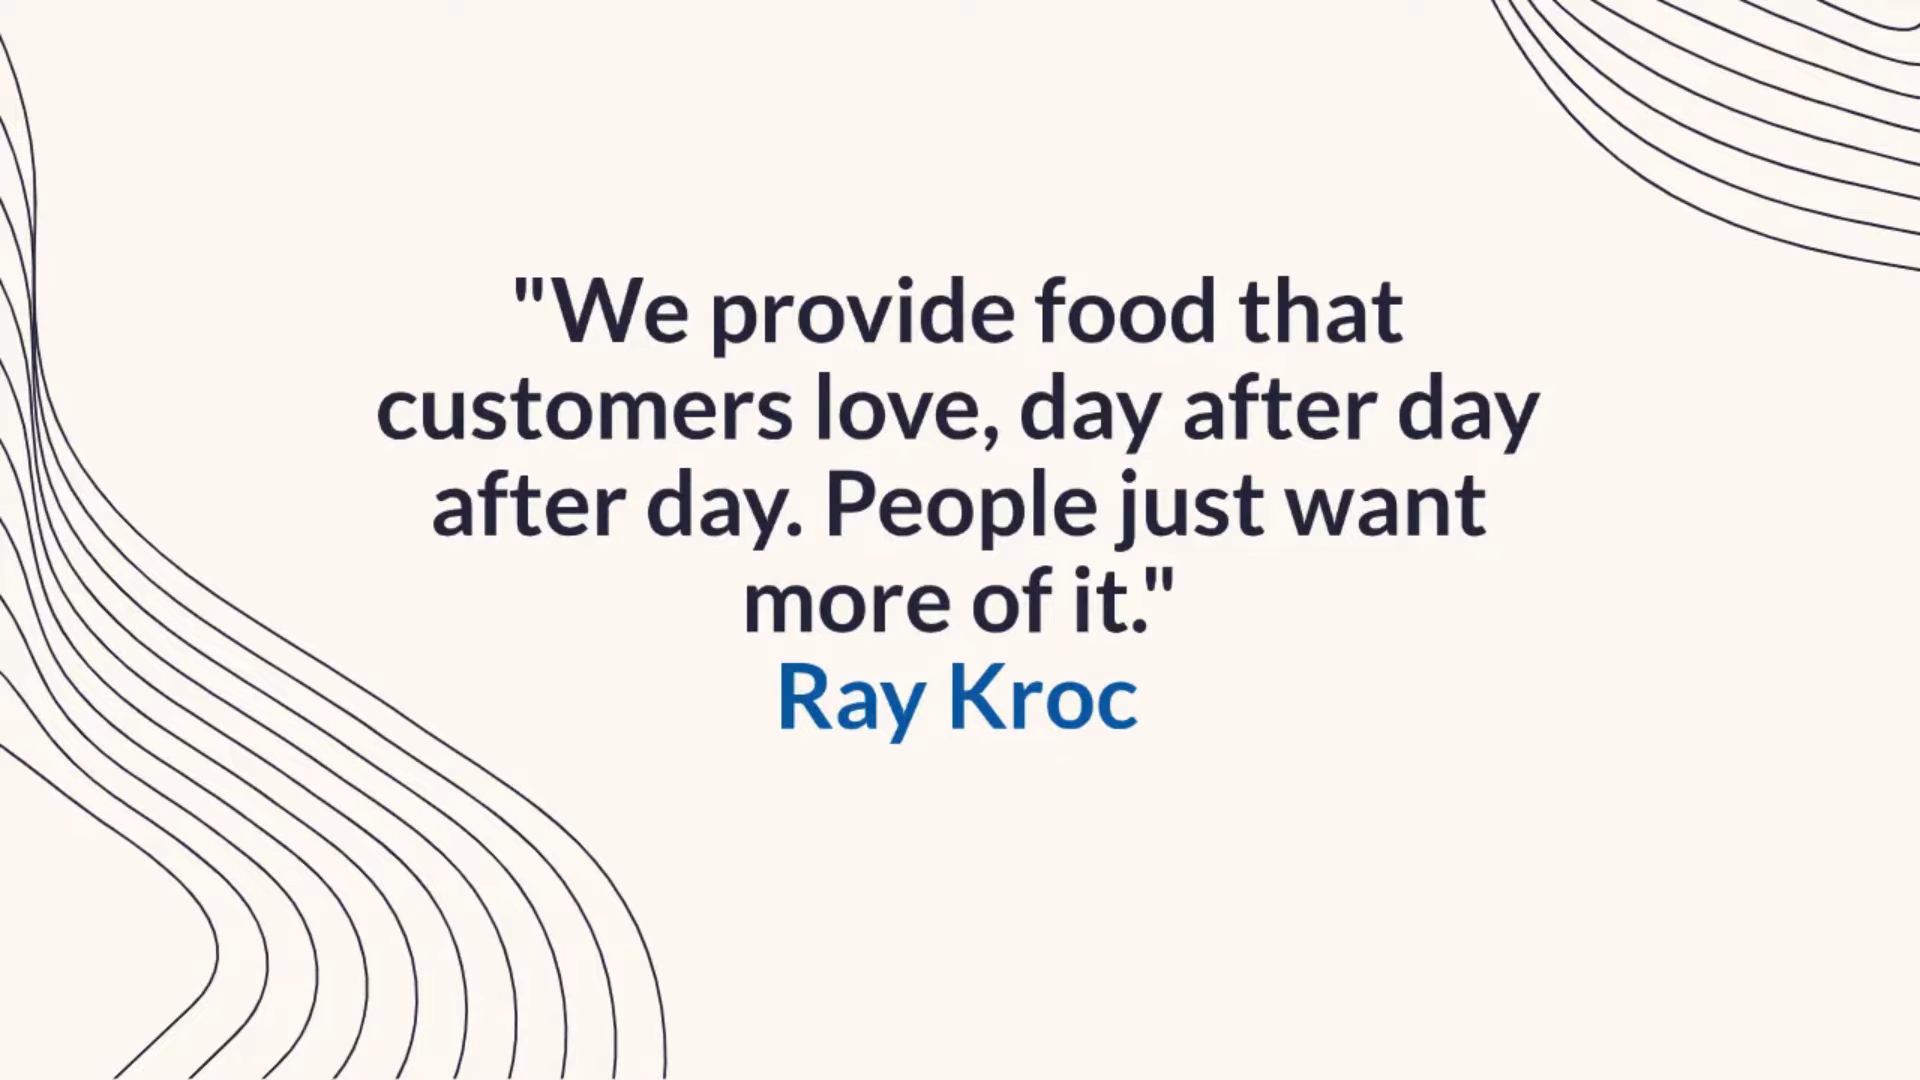 "We provide food that
customers love, day after day
after day. People just want
more of it."
Ray Kroc